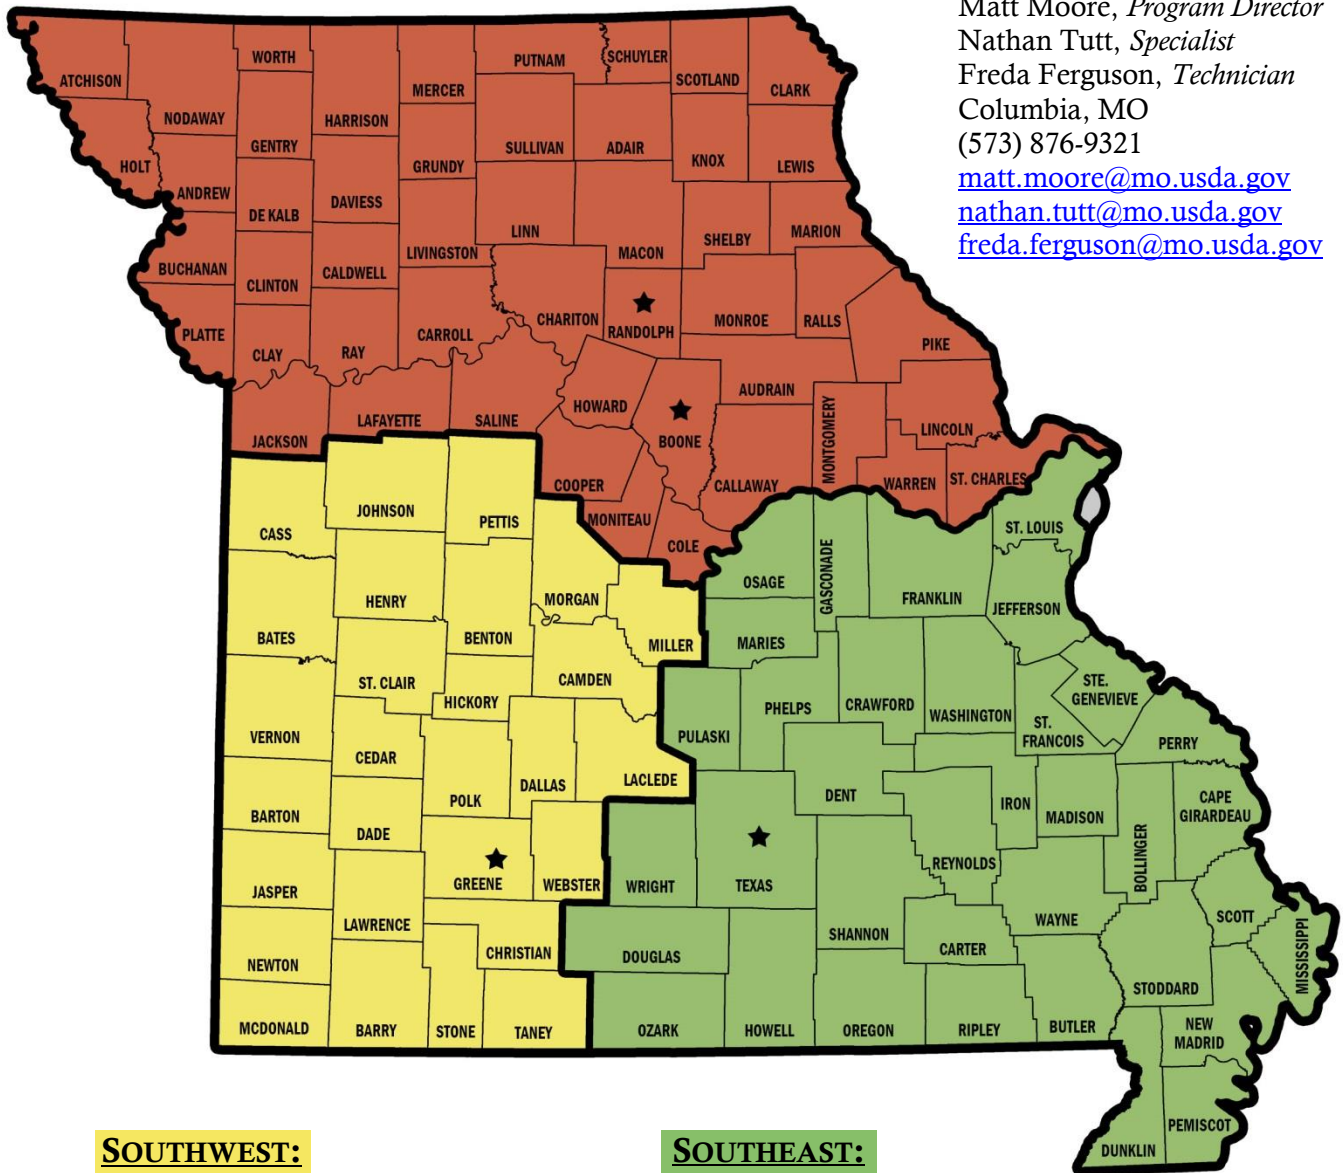 Matt Moore, Program Director
Nathan Tutt, Specialist
Freda Ferguson, Technician
Columbia, MO
(573) 876-9321
matt.moore@mo.usda.gov
nathan.tutt@mo.usda.gov
freda.ferguson@mo.usda.gov
ATCHISON
WORTH
PUTNAM
SCHUYLER
SCOTLAND
CLARK
MERCER
NODAWAY
HARRISON
GENTRY
SULLIVAN
ADAIR
KNOX
LEWIS
HOLT
GRUNDY
ANDREW
DE KALB
DAVIESS
LINN
MACON
SHELBY
MARION
LIVINGSTON
BUCHANAN
CLINTON
CALDWELL
CHARITON
RANDOLPH
MONROE
RALLS
PIKE
PLATTE
CLAY
RAY
CARROLL
AUDRAIN
HOWARD
BOONE
MONTGOMERY
LINCOLN
JACKSON
LAFAYETTE
SALINE
COOPER
CALLAWAY
WARREN
ST. CHARLES
MONITEAU
COLE
CASS
JOHNSON
PETTIS
ST. LOUIS
OSAGE
GASCONADE
FRANKLIN
JEFFERSON
HENRY
MORGAN
BATES
BENTON
MILLER
MARIES
ST. CLAIR
HICKORY
CAMDEN
PULASKI
PHELPS
CRAWFORD
WASHINGTON
ST.
FRANCOIS
STE.
GENEVIEVE
PERRY
VERNON
CEDAR
POLK
DALLAS
LACLEDE
DENT
IRON
MADISON
CAPE
GIRARDEAU
BARTON
DADE
BOLLINGER
JASPER
GREENE
WEBSTER
WRIGHT
TEXAS
REYNOLDS
LAWRENCE
CHRISTIAN
DOUGLAS
SHANNON
CARTER
WAYNE
SCOTT
MISSISSIPPI
NEWTON
STODDARD
MCDONALD
BARRY
STONE
TANEY
OZARK
HOWELL
OREGON
RIPLEY
BUTLER
NEW
MADRID
PEMISCOT
DUNKLIN
SOUTHWEST:
SOUTHEAST: